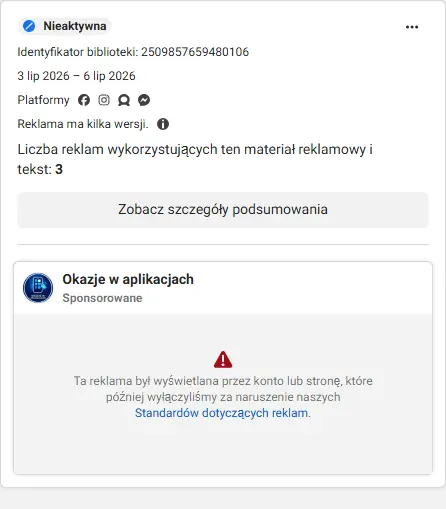 Nieaktywna
Identyfikator biblioteki: 2509857659480106
3 lip 2026 – 6 lip 2026
Platformy
Reklama ma kilka wersji.
Liczba reklam wykorzystujących ten materiał reklamowy i
tekst: 3
Zobacz szczegóły podsumowania
Okazje w aplikacjach
Sponsorowane
Ta reklama był wyświetlana przez konto lub stronę, które
później wyłączyliśmy za naruszenie naszych
Standardów dotyczących reklam.